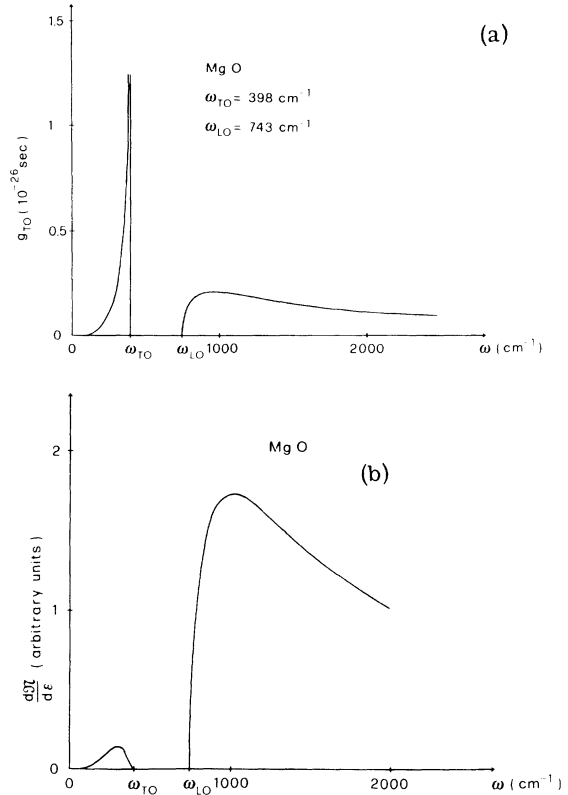 1.5
(a)
Mg O
ω_TO = 398 cm⁻¹
ω_LO = 743 cm⁻¹
1
g_TO (10⁻²⁶ sec)
0.5
0
0 ω_TO ω_LO 1000 2000 ω (cm⁻¹)
2
Mg O
(b)
dπ/dε (arbitrary units)
1
0
0 ω_TO ω_LO 1000 2000 ω (cm⁻¹)